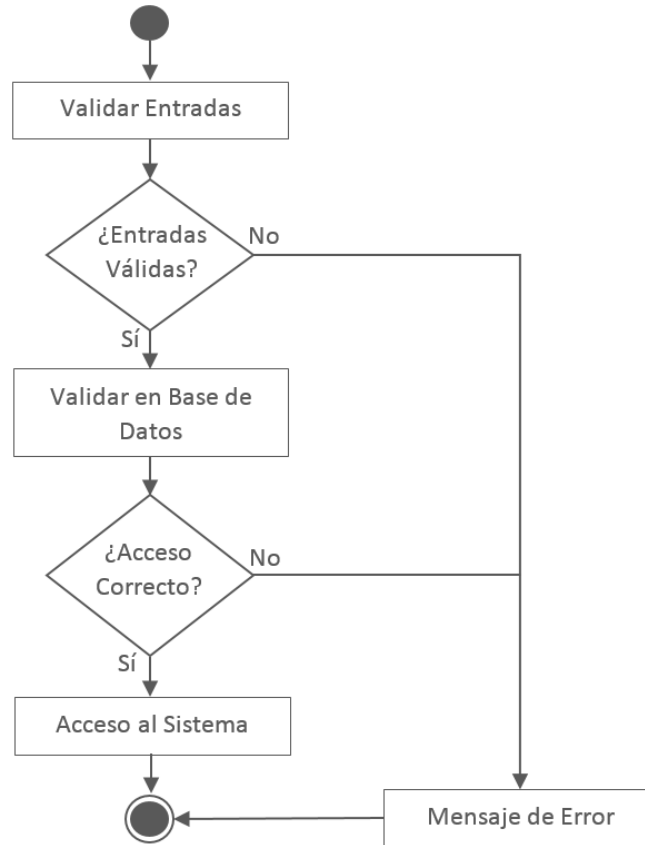 Validar Entradas
¿Entradas
Válidas?
No
Sí
Validar en Base de
Datos
¿Acceso
Correcto?
No
Sí
Acceso al Sistema
Mensaje de Error